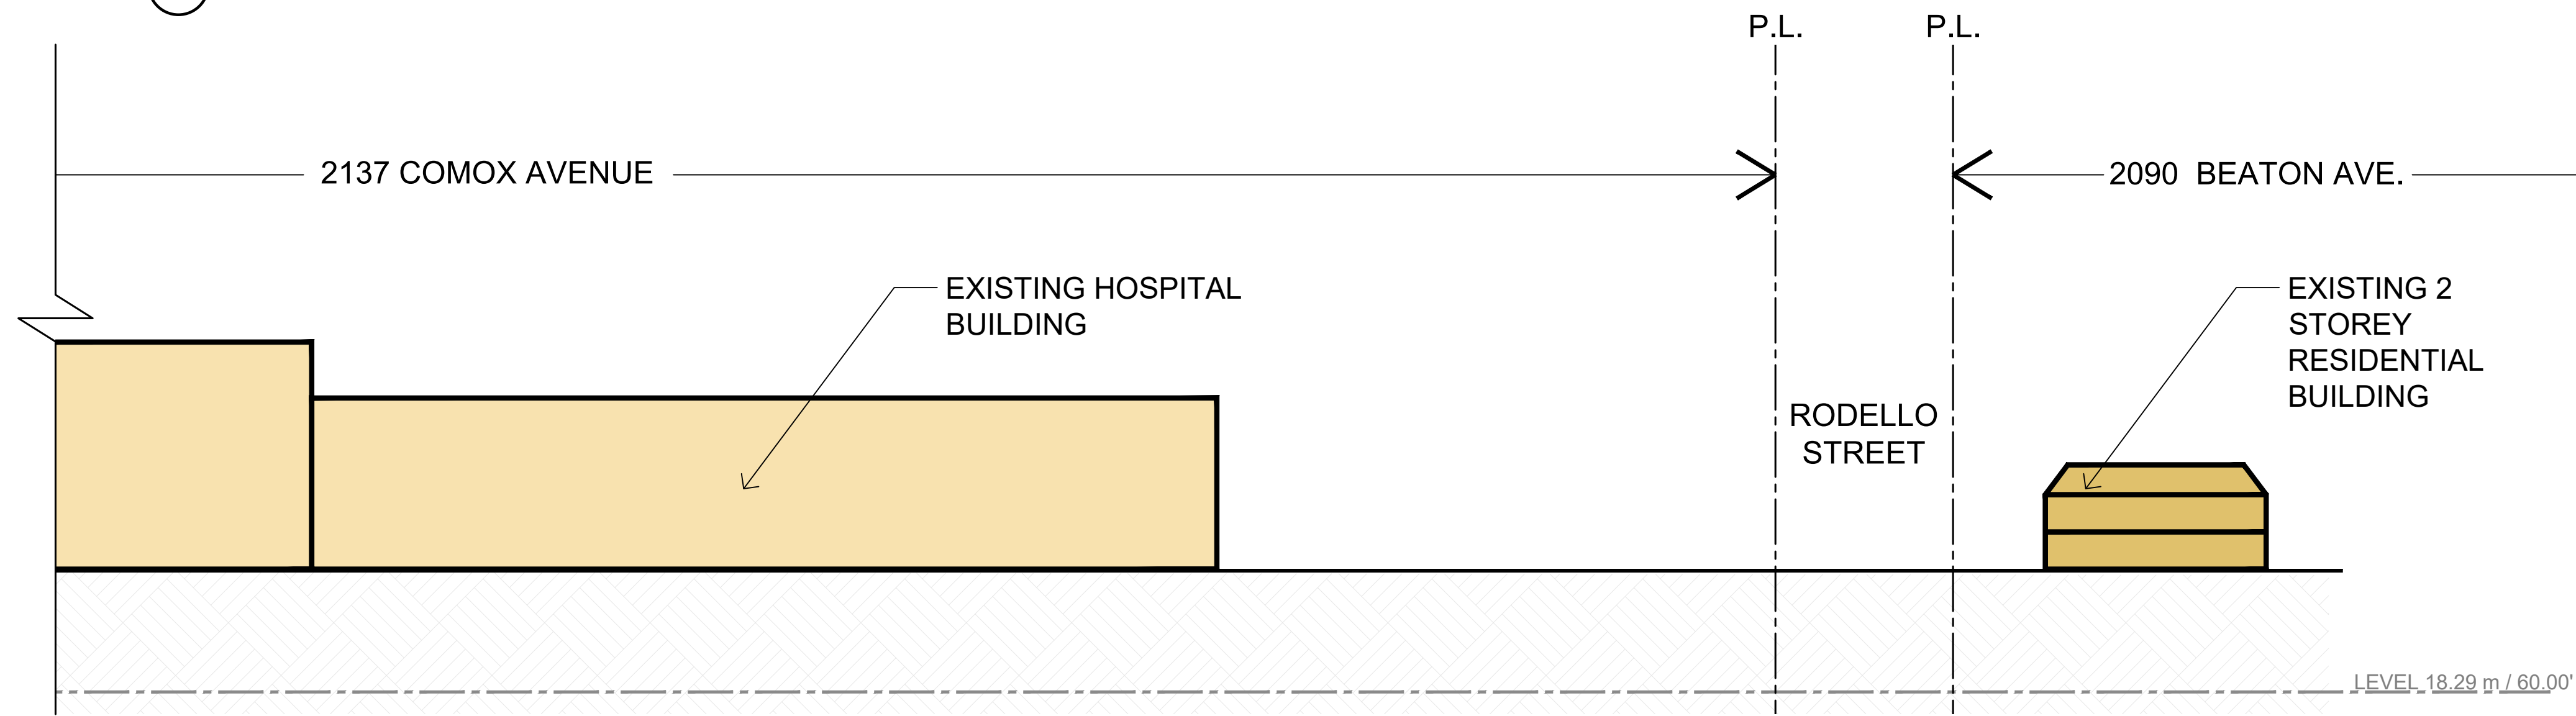 P.L.
P.L.
2137 COMOX AVENUE
2090 BEATON AVE.
EXISTING HOSPITAL
BUILDING
EXISTING 2
STOREY
RESIDENTIAL
BUILDING
RODELLO
STREET
LEVEL 18.29 m / 60.00'